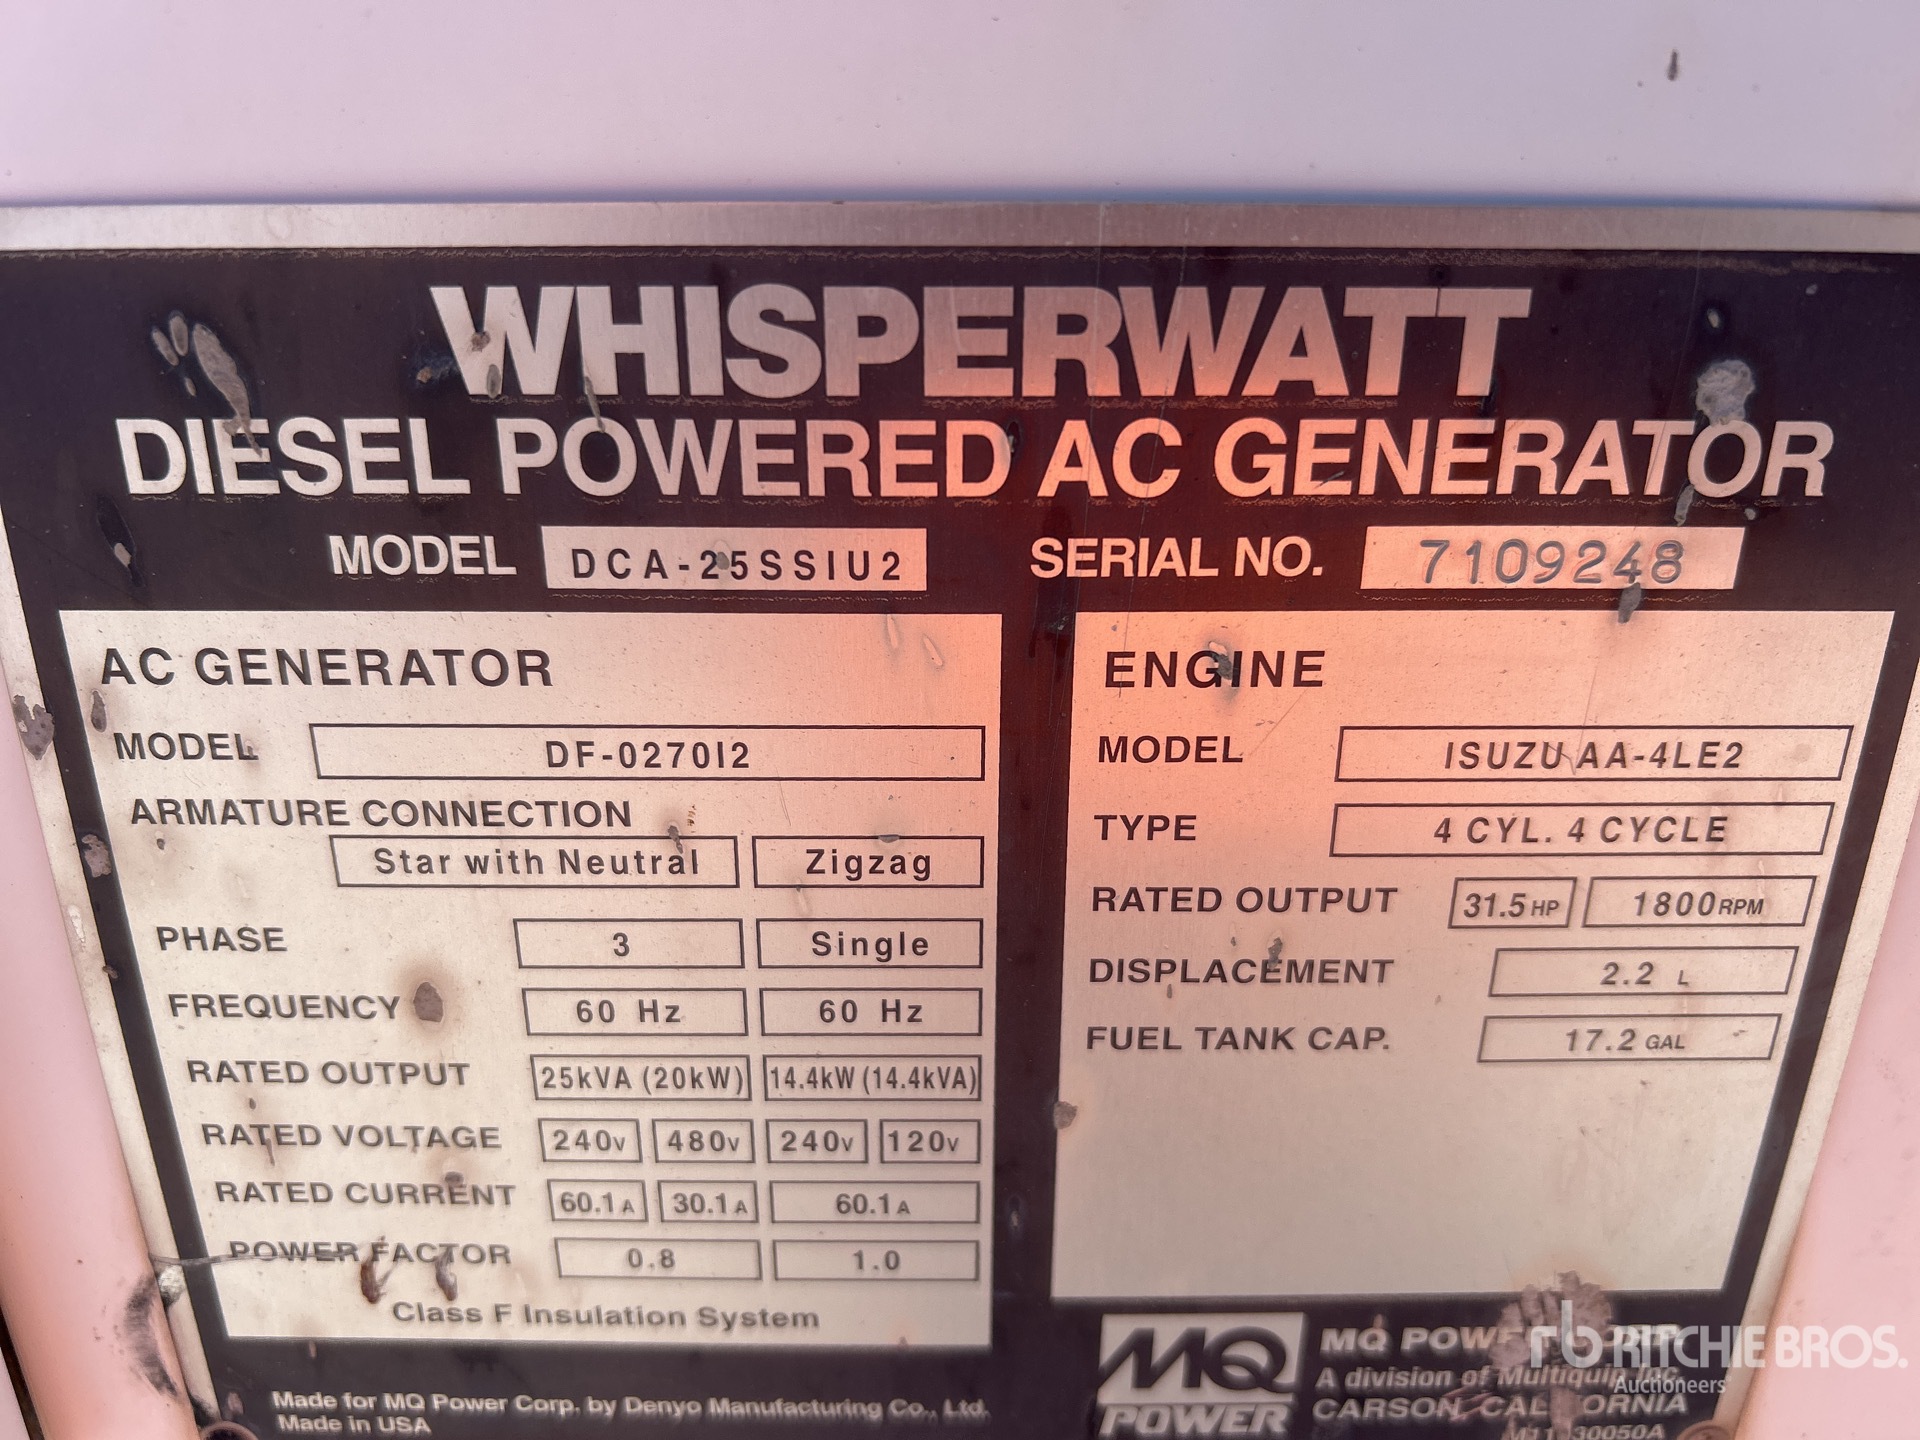 WHISPERWATT
DIESEL POWERED AC GENERATOR
MODEL DCA-25SSIU2 SERIAL NO. 7109248
AC GENERATOR
MODEL DF-0270I2
ARMATURE CONNECTION
Star with Neutral Zigzag
PHASE 3 Single
FREQUENCY 60 Hz 60 Hz
RATED OUTPUT 25kVA (20kW) 14.4kW (14.4kVA)
RATED VOLTAGE 240V 480V 240V 120V
RATED CURRENT 60.1A 30.1A 60.1A
POWER FACTOR 0.8 1.0
Class F Insulation System
ENGINE
MODEL ISUZU AA-4LE2
TYPE 4 CYL. 4 CYCLE
RATED OUTPUT 31.5 HP 1800RPM
DISPLACEMENT 2.2 L
FUEL TANK CAP. 17.2 GAL
Made for MQ Power Corp. by Denyo Manufacturing Co., Ltd.
Made in USA
MQ
POWER
MQ
A division of
CARSON, CALIFORNIA
rb RITCHIE BROS.
Auctioneers